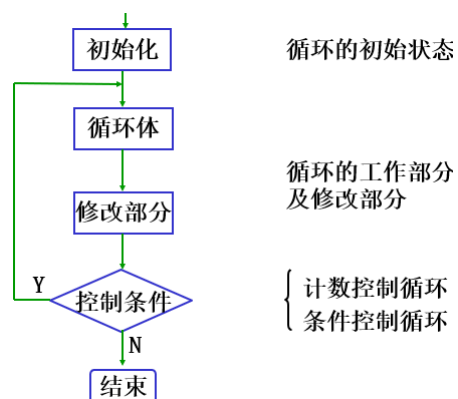 初始化
循环的初始状态
循环体
循环的工作部分
及修改部分
修改部分
Y
控制条件
计数控制循环
条件控制循环
N
结束